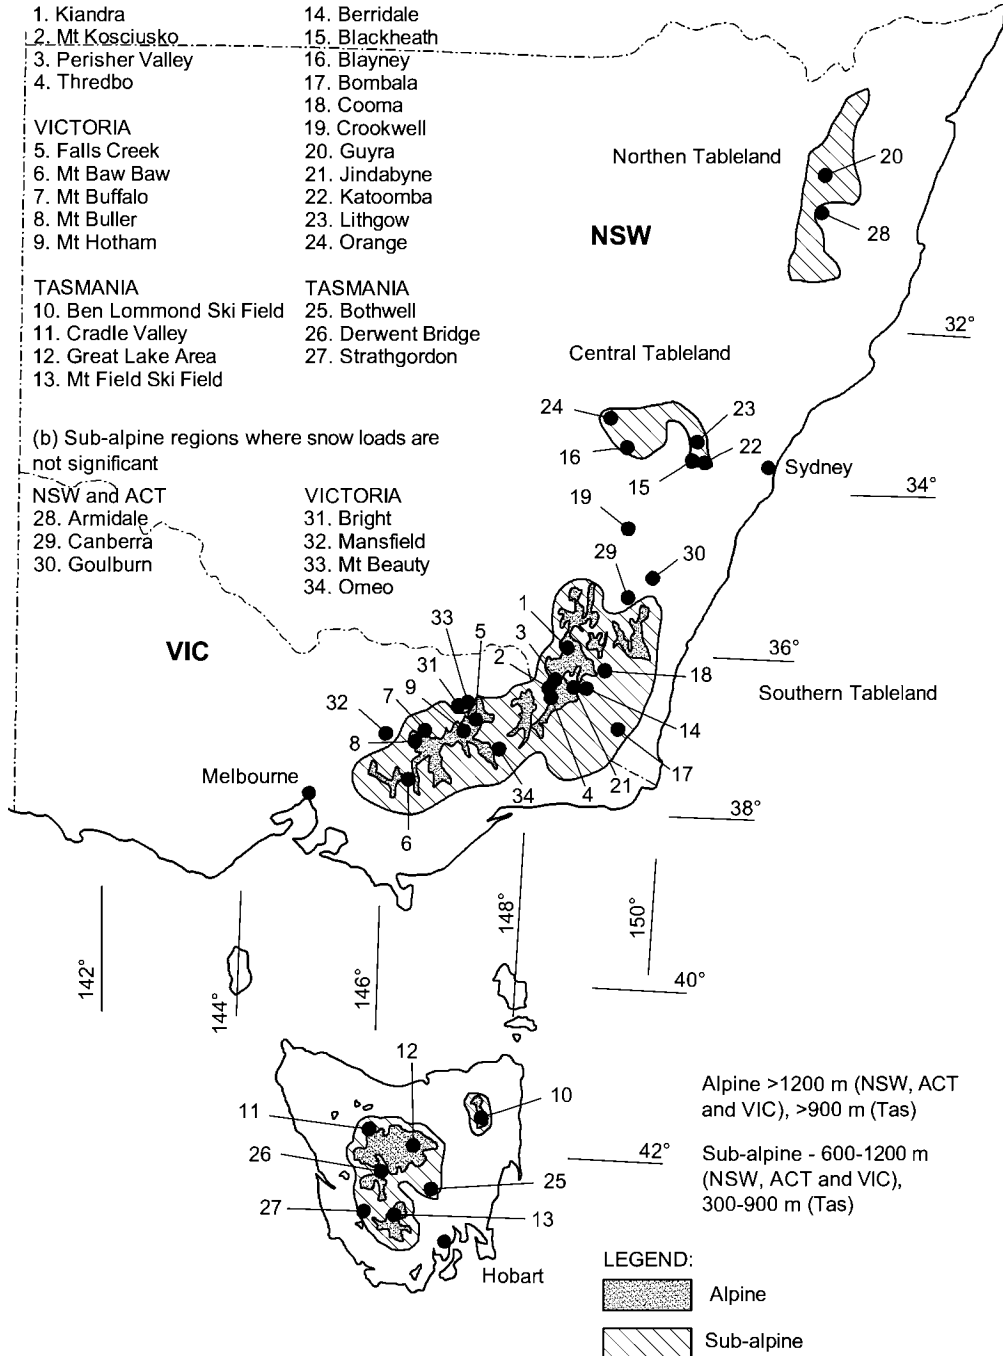 1. Kiandra
2. Mt Kosciusko
3. Perisher Valley
4. Thredbo
VICTORIA
5. Falls Creek
6. Mt Baw Baw
7. Mt Buffalo
8. Mt Buller
9. Mt Hotham
TASMANIA
10. Ben Lommond Ski Field
11. Cradle Valley
12. Great Lake Area
13. Mt Field Ski Field
14. Berridale
15. Blackheath
16. Blayney
17. Bombala
18. Cooma
19. Crookwell
20. Guyra
21. Jindabyne
22. Katoomba
23. Lithgow
24. Orange
TASMANIA
25. Bothwell
26. Derwent Bridge
27. Strathgordon
(b) Sub-alpine regions where snow loads are
not significant
NSW and ACT
28. Armidale
29. Canberra
30. Goulburn
VICTORIA
31. Bright
32. Mansfield
33. Mt Beauty
34. Omeo
Northen Tableland
20
28
NSW
32°
Central Tableland
24
23
16
15
22
Sydney
34°
19
29
30
1
33
5
3
36°
VIC
31
2
18
9
7
Southern Tableland
32
14
8
17
Melbourne
34
4
21
6
38°
142°
144°
146°
148°
150°
40°
12
10
11
42°
26
25
27
13
Hobart
Alpine >1200 m (NSW, ACT
and VIC), >900 m (Tas)
Sub-alpine - 600-1200 m
(NSW, ACT and VIC),
300-900 m (Tas)
LEGEND:
Alpine
Sub-alpine